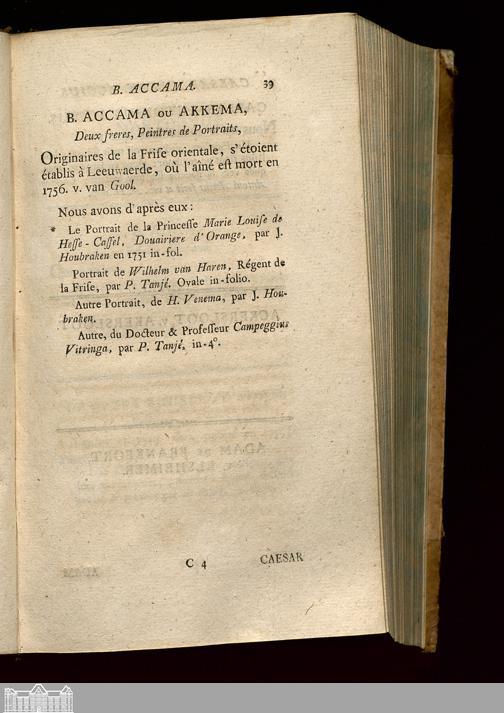 B. ACCAMA. 39
B. ACCAMA ou AKKEMA,
Deux freres, Peintres de Portraits,
Originaires de la Frise orientale, s'étoient
établis à Leeuwaerde, où l'aîné est mort en
1756. v. van Gool.
Nous avons d'après eux :
* Le Portrait de la Princesse Marie Louise de
Hesse-Cassel, Douairiere d'Orange, par J.
Houbraken en 1751 in-fol.
Portrait de Wilhelm van Haren, Régent de
la Frise, par P. Tanjé. Ovale in-folio.
Autre Portrait, de H. Venema, par J. Hou-
braken.
Autre, du Docteur & Professeur Campeggius
Vitringa, par P. Tanjé, in-4°.
C 4 CAESAR